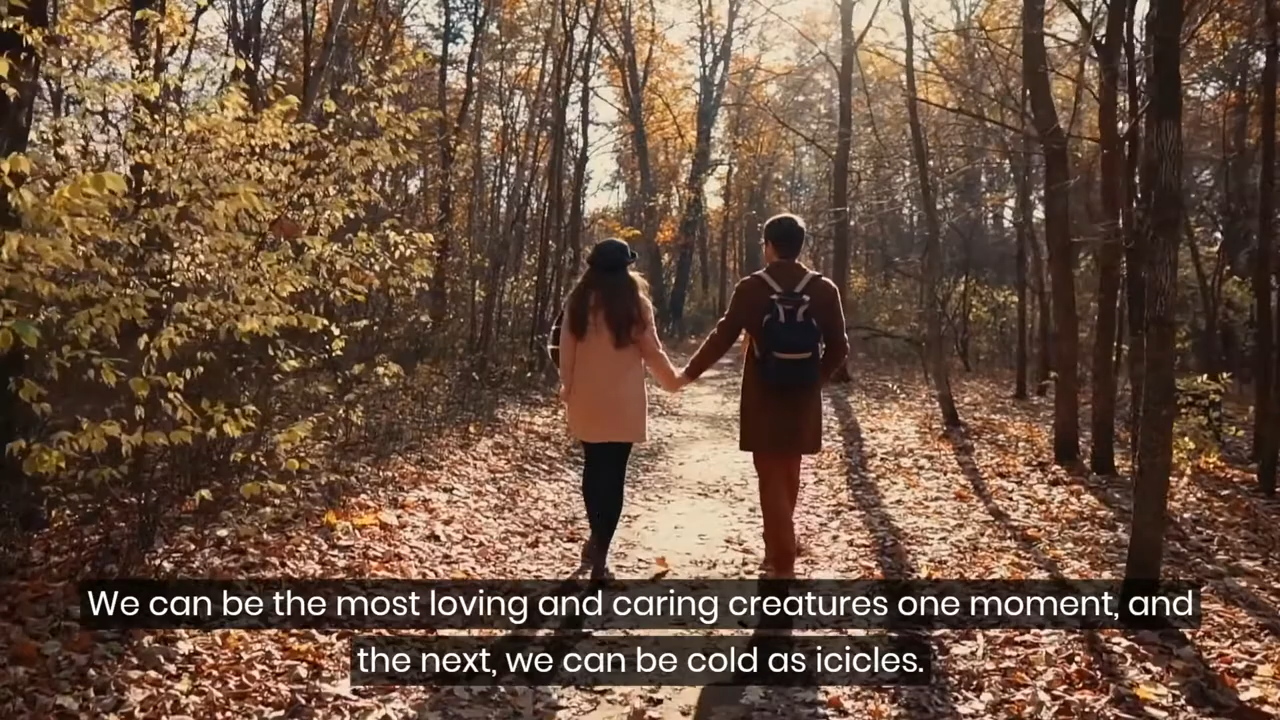 We can be the most loving and caring creatures one moment, and
the next, we can be cold as icicles.